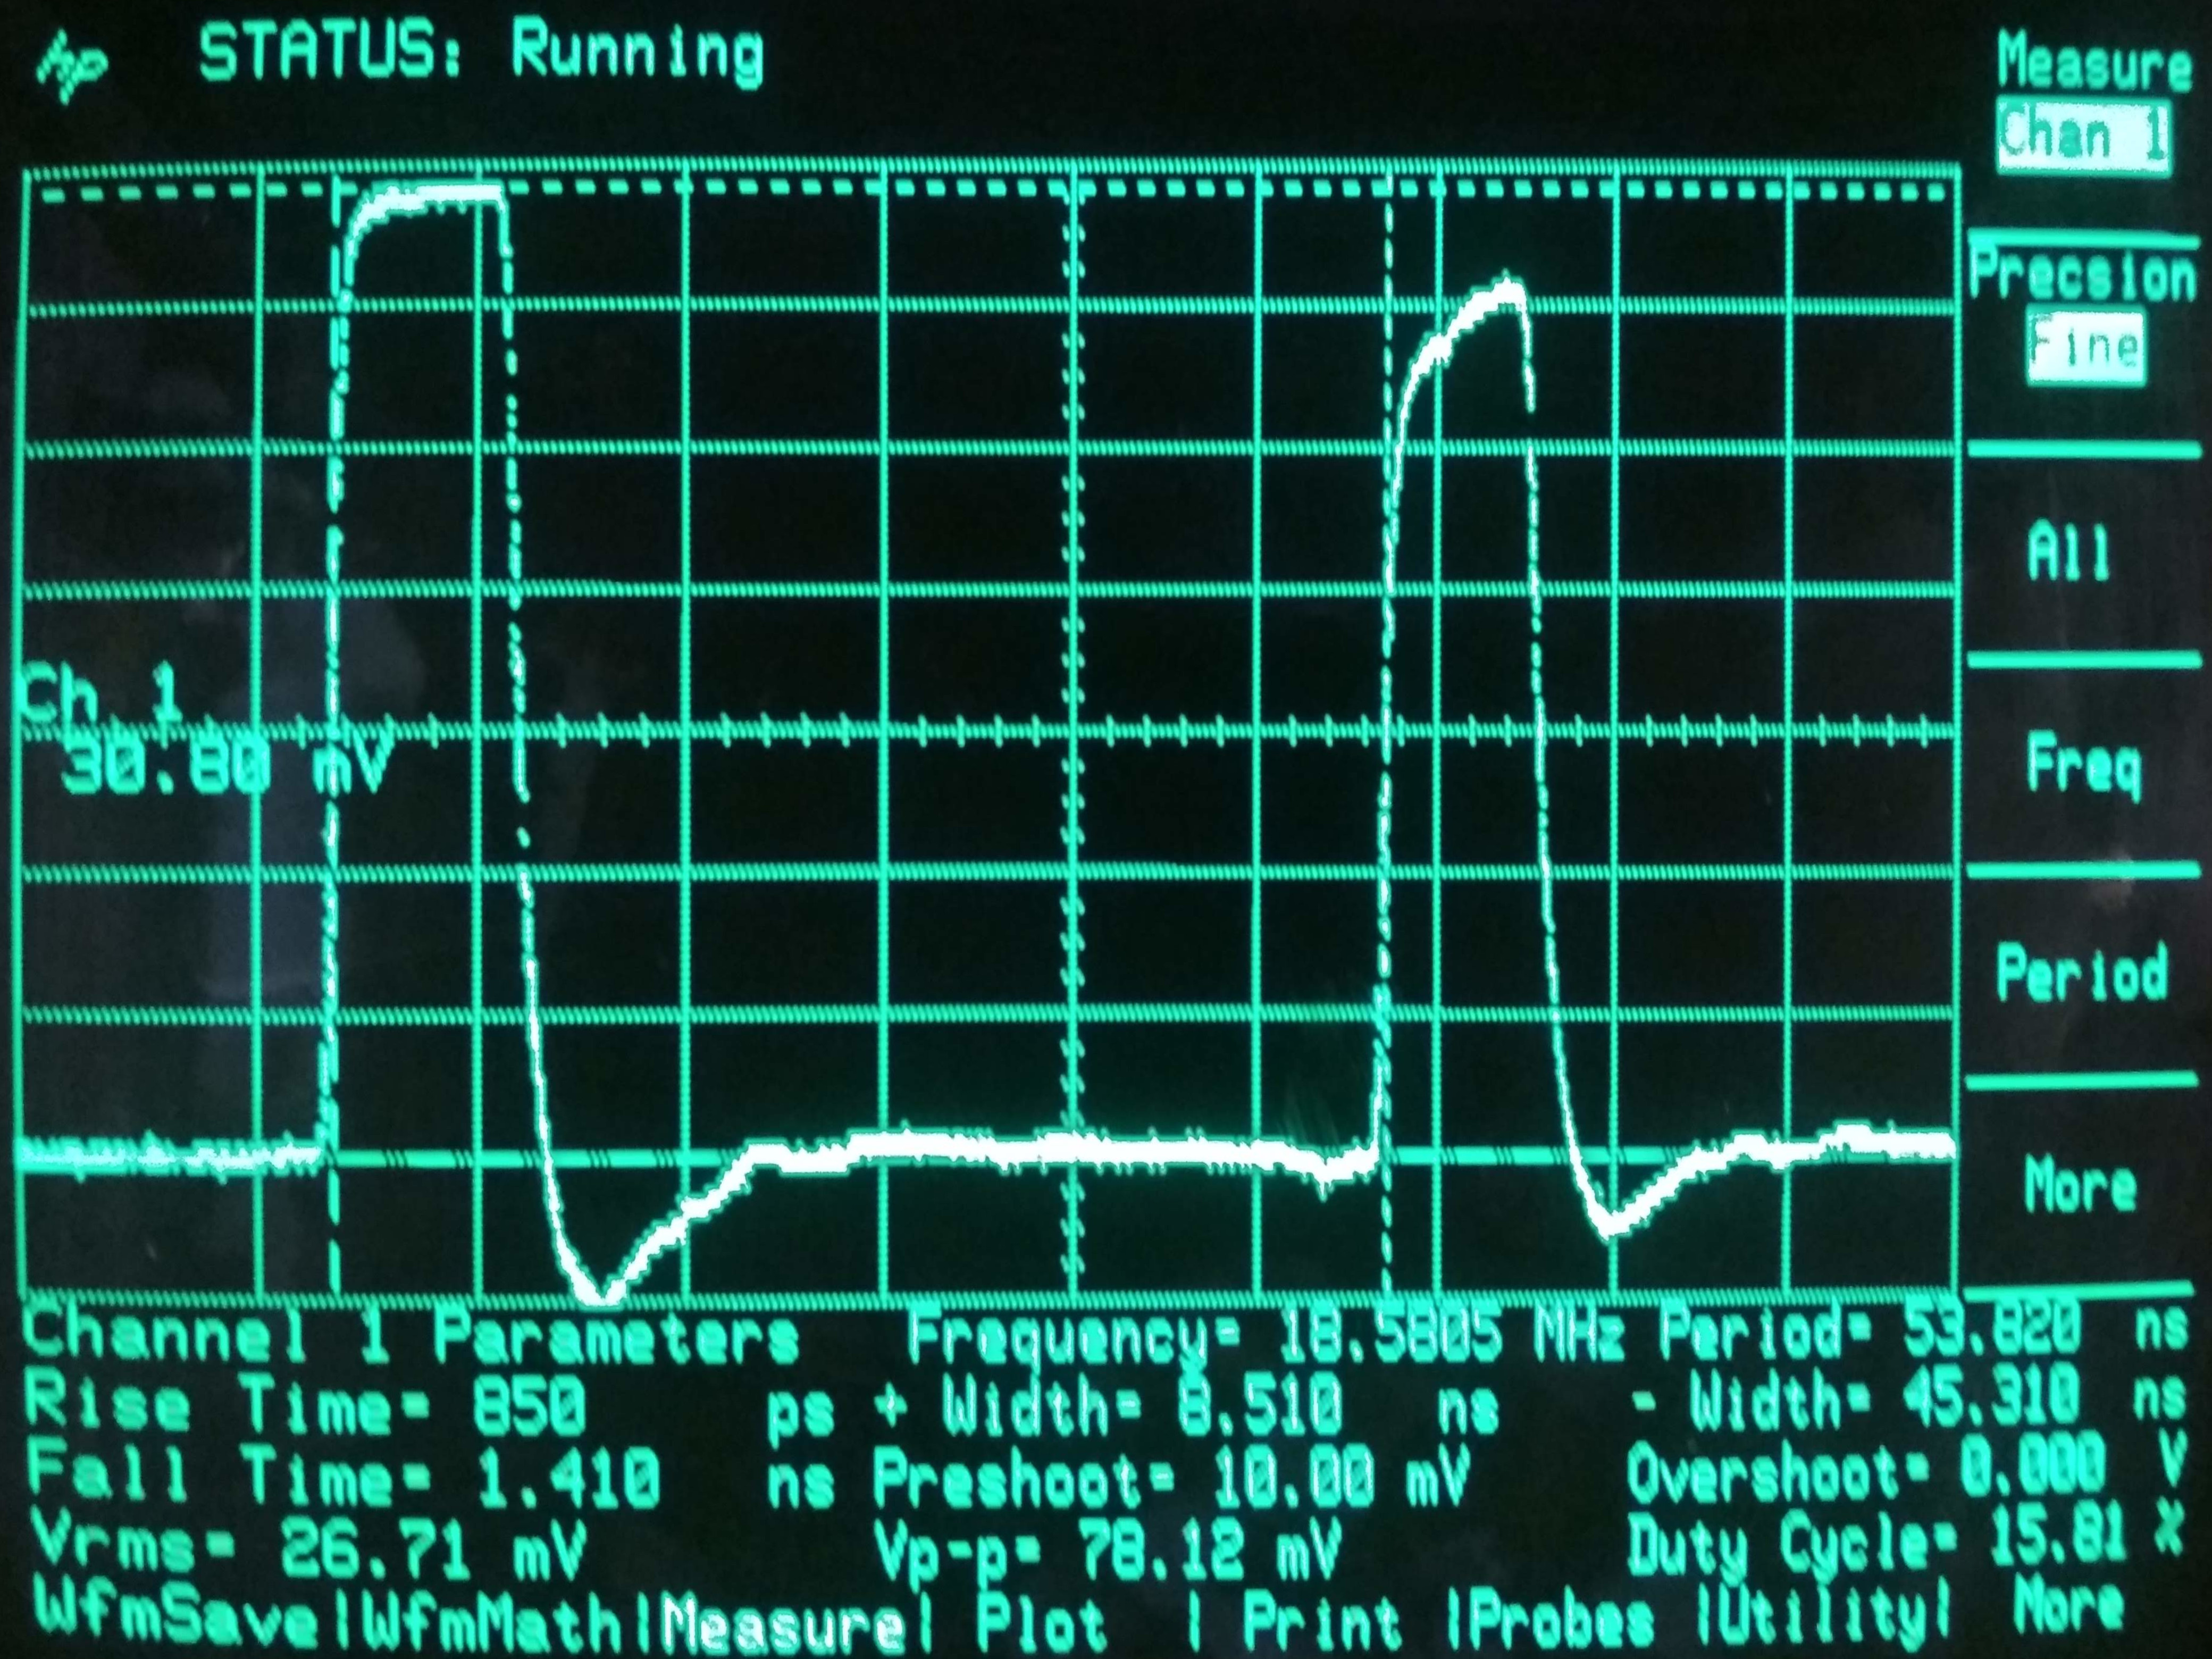 hp STATUS: Running
Measure
Chan 1
Precsion
Fine
All
Freq
Period
More
Ch 1
30.80 mV
Channel 1 Parameters Frequency= 18.5805 MHz Period= 53.820 ns
Rise Time= 850 ps + Width= 8.510 ns - Width= 45.310 ns
Fall Time= 1.410 ns Preshoot= 10.00 mV Overshoot= 0.000 V
Vrms= 26.71 mV Vp-p= 78.12 mV Duty Cycle= 15.81 %
WfmSave|WfmMath|Measure| Plot | Print |Probes |Utility| More